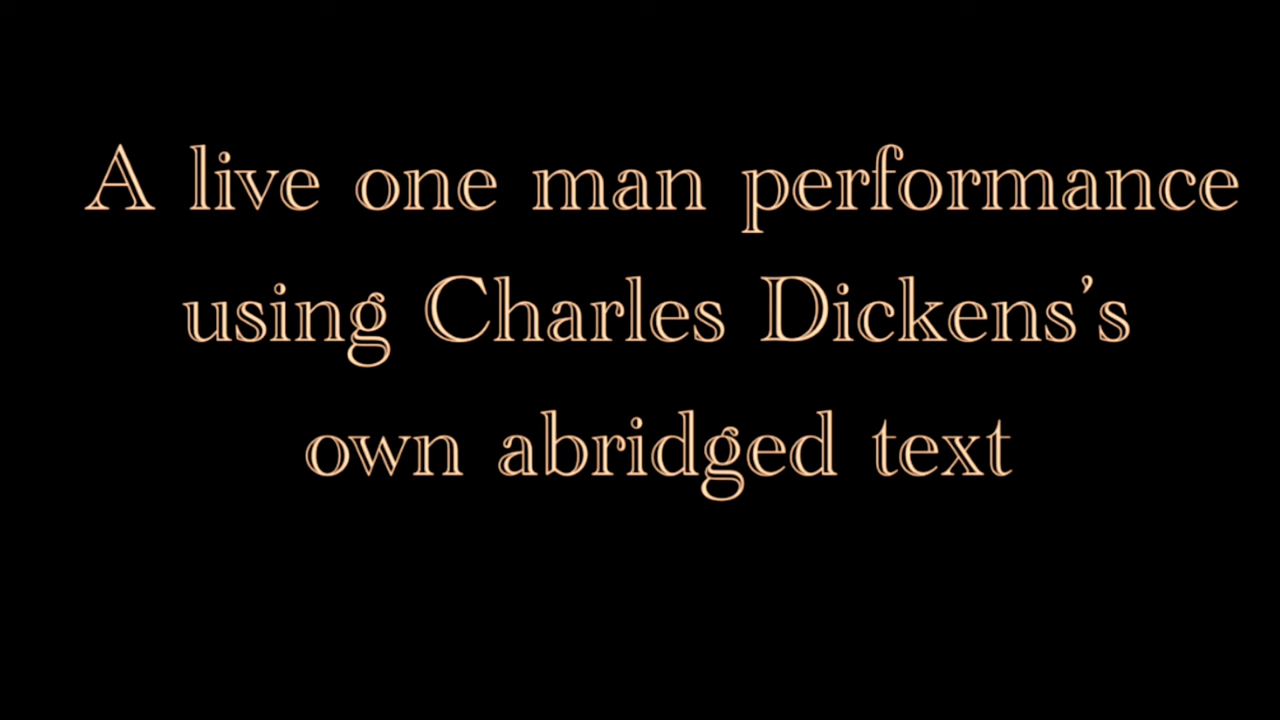 A live one man performance
using Charles Dickens’s
own abridged text